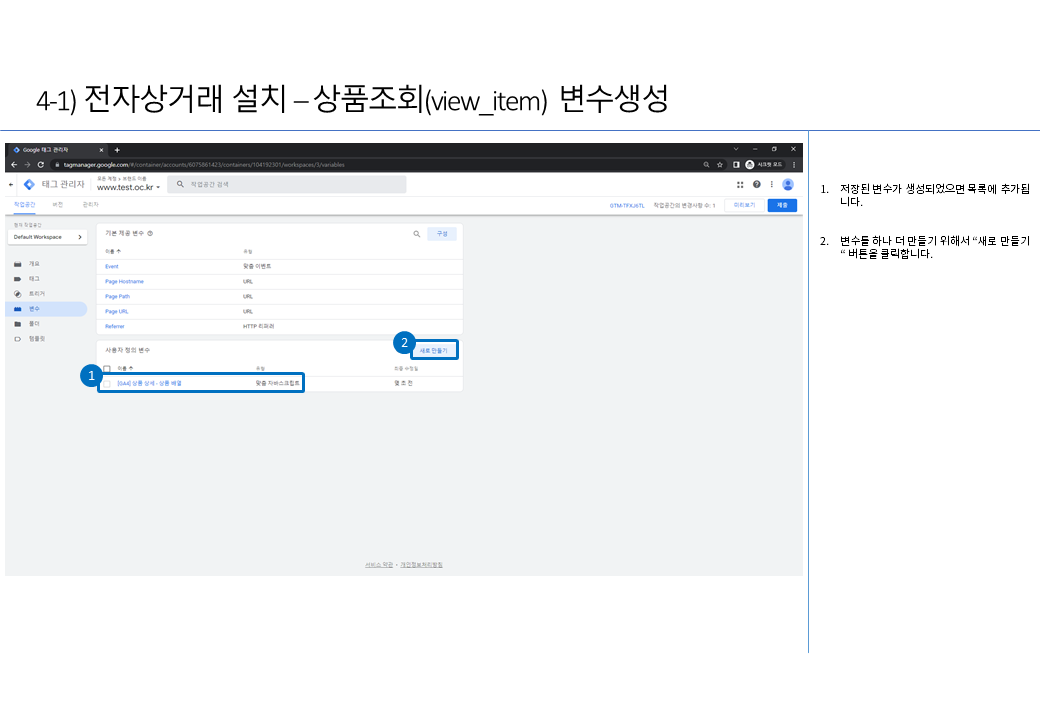 4-1) 전자상거래 설치 – 상품조회(view_item) 변수생성
Google 태그 관리자
tagmanager.google.com/#/container/accounts/6075861423/containers/104192301/workspaces/3/variables
시크릿 모드
태그 관리자
모든 계정 > 브랜드 이름
www.test.oc.kr
작업공간 검색
작업공간 버전 관리자
GTM-TFXJ6TL 작업공간의 변경사항 수: 1 미리보기 제출
현재 작업공간
Default Workspace
개요
태그
트리거
변수
폴더
템플릿
기본 제공 변수
구성
이름 유형
Event 맞춤 이벤트
Page Hostname URL
Page Path URL
Page URL URL
Referrer HTTP 리퍼러
사용자 정의 변수
2
새로 만들기
이름 유형 최종 수정일
1
[GA4] 상품 상세 - 상품 배열 맞춤 자바스크립트 몇 초 전
서비스 약관 · 개인정보처리방침
1. 저장된 변수가 생성되었으면 목록에 추가됩
니다.
2. 변수를 하나 더 만들기 위해서 “새로 만들기
“ 버튼을 클릭합니다.